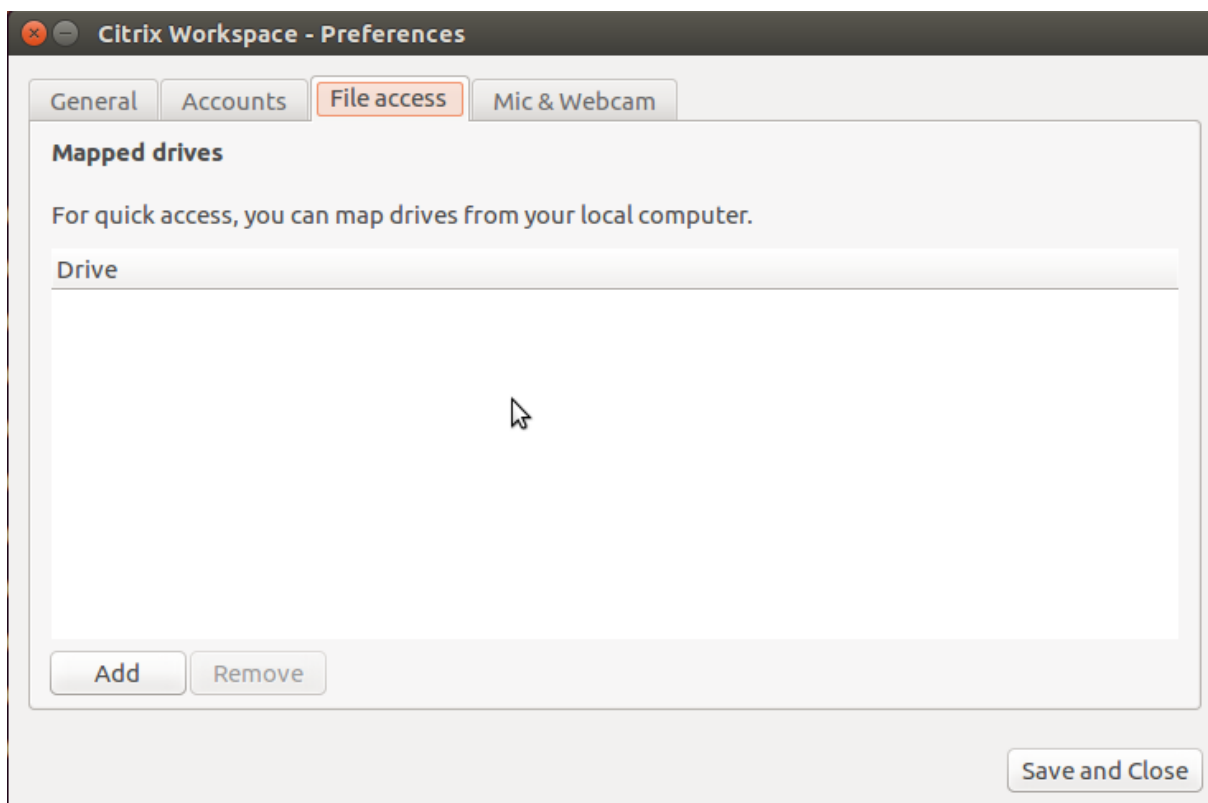 Citrix Workspace - Preferences
General Accounts File access Mic & Webcam
Mapped drives
For quick access, you can map drives from your local computer.
Drive
Add Remove
Save and Close